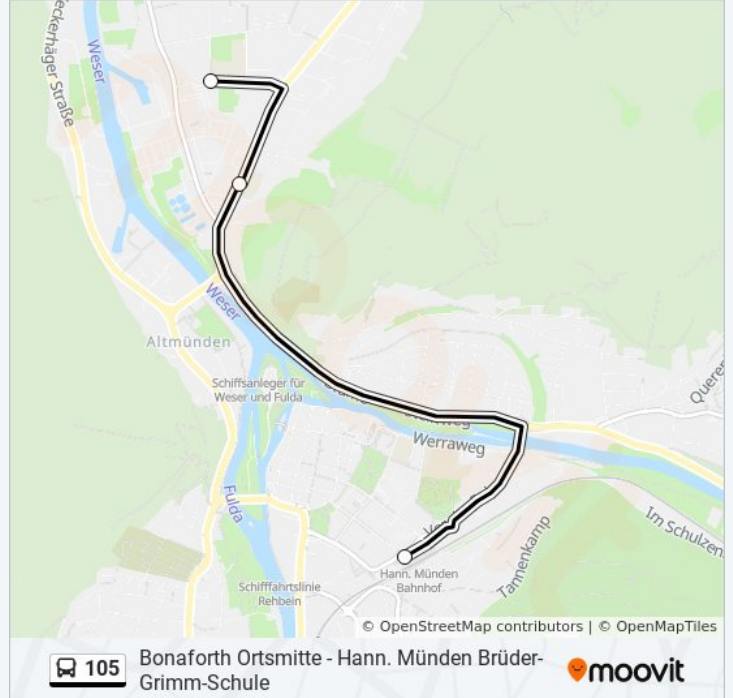 eckerhäger Straße
Weser
Weser
Altmünden
Schiffsanleger für
Weser und Fulda
Werraweg
Fulda
Tannenkamp
Im Schulzen
Hann. Münden
Bahnhof
Schifffahrtslinie
Rehbein
© OpenStreetMap contributors | © OpenMapTiles
105
Bonaforth Ortsmitte - Hann. Münden Brüder-
Grimm-Schule
moovit